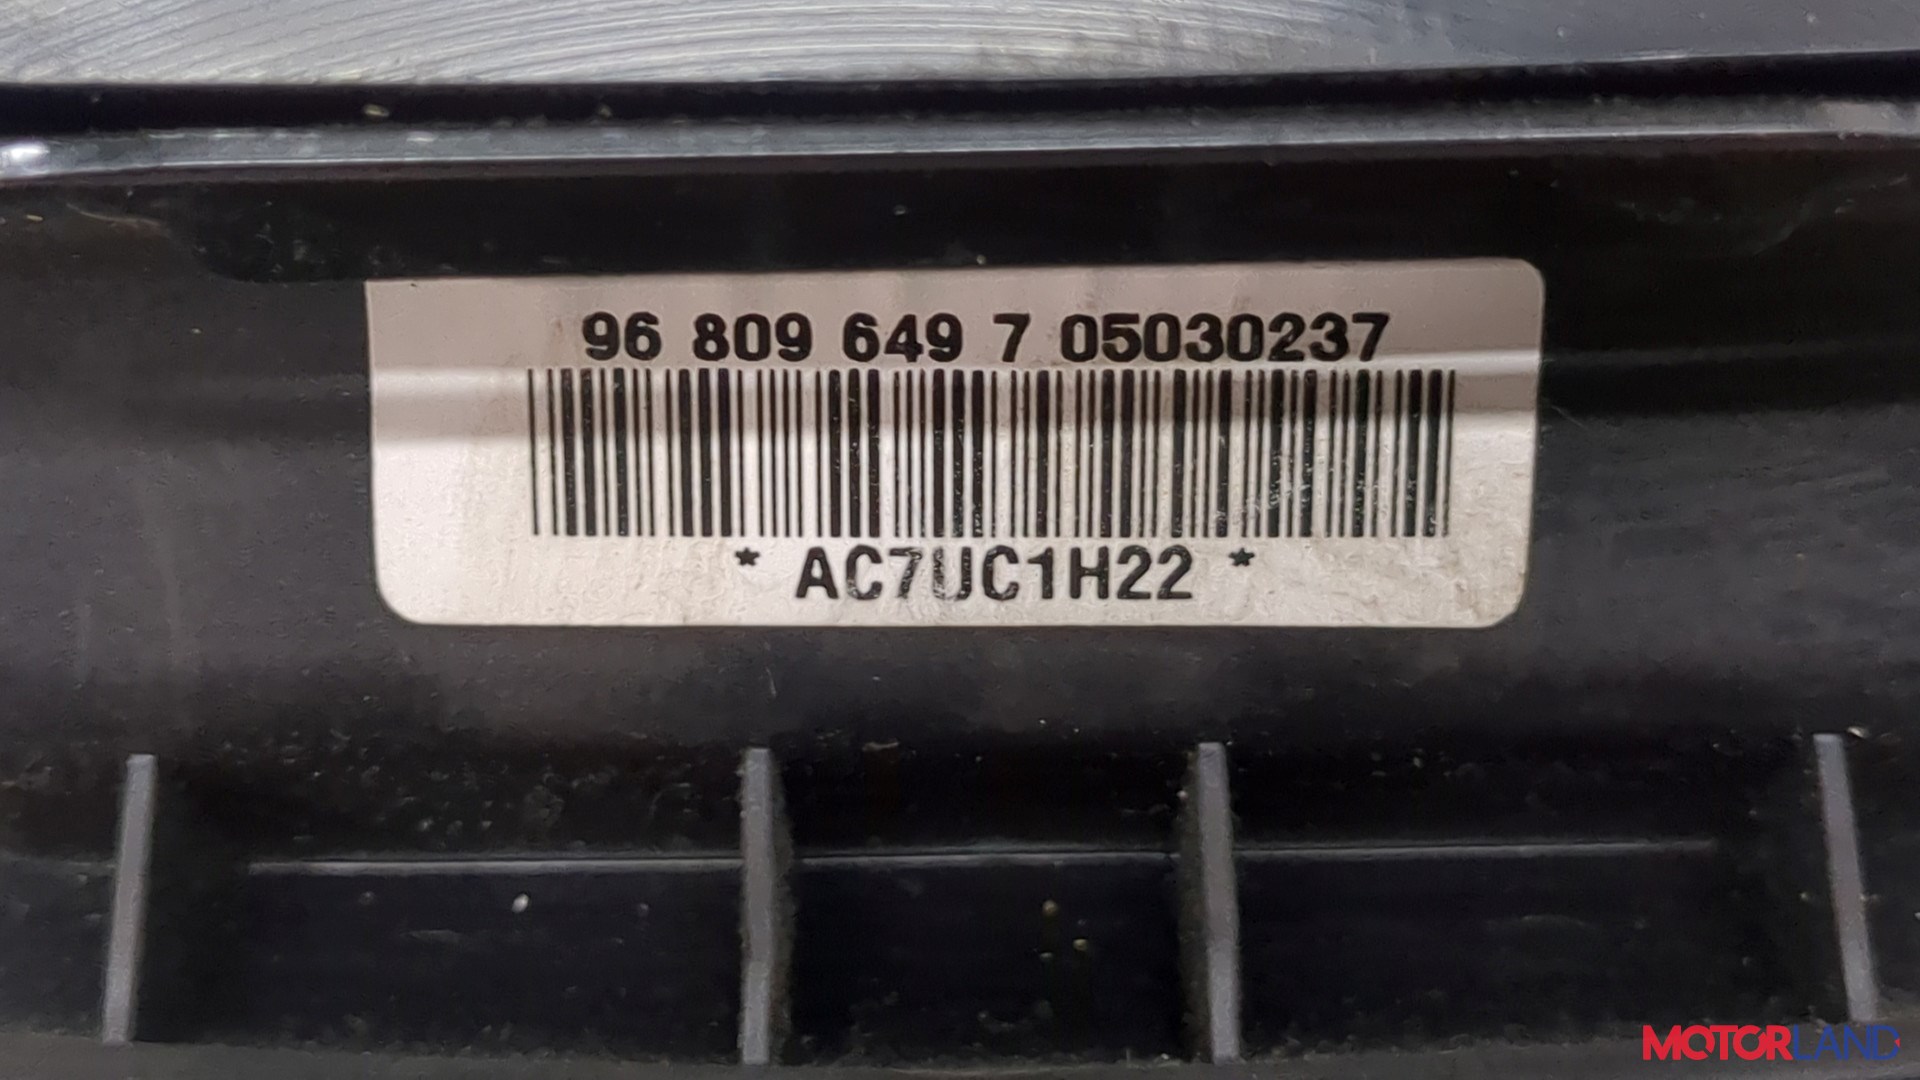 96 809 649 7 05030237
* AC7UC1H22 *
MOTORLAND